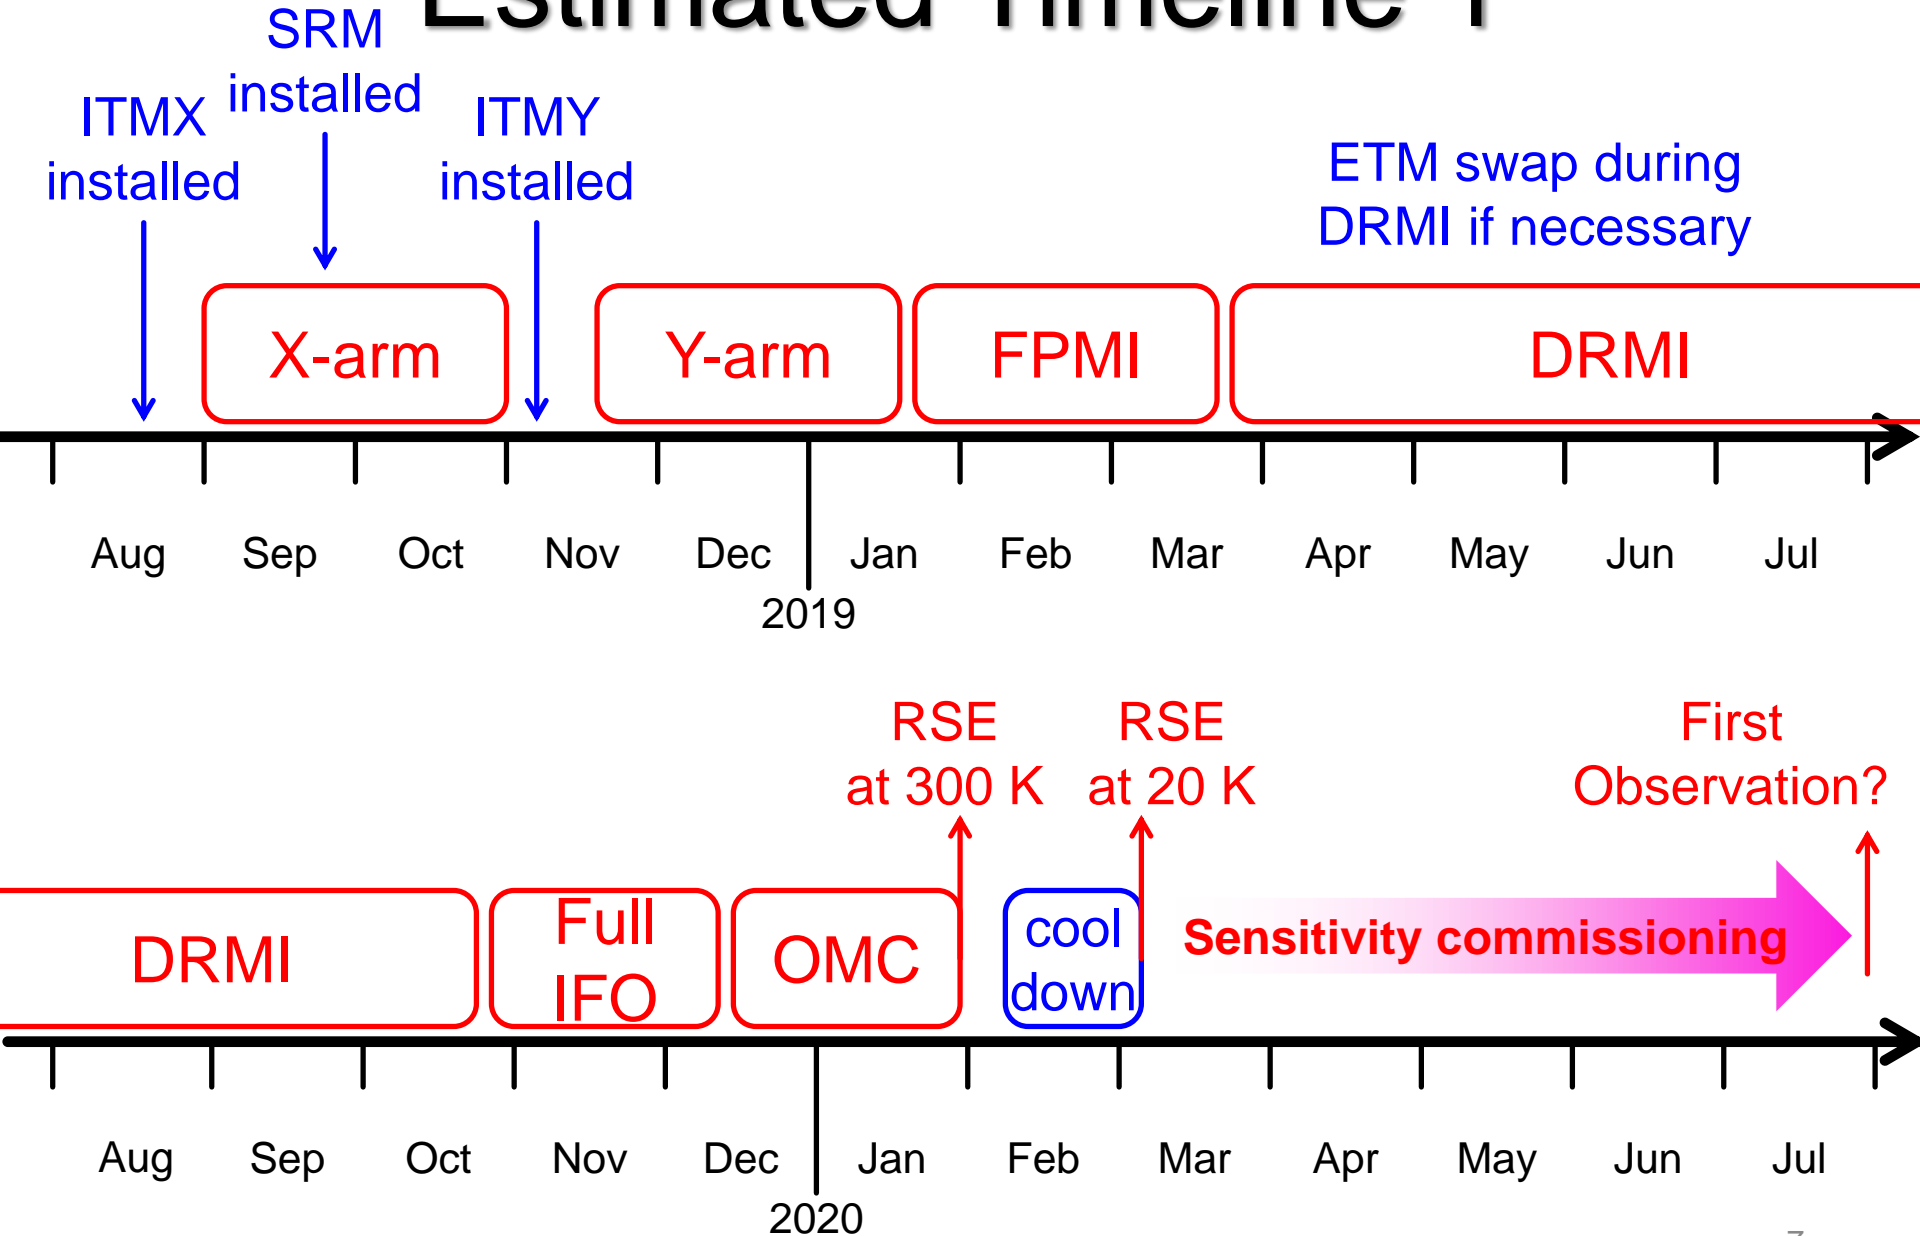 Estimated Timeline 1
SRM
installed
ITMX
installed
ITMY
installed
ETM swap during
DRMI if necessary
X-arm
Y-arm
FPMI
DRMI
Aug Sep Oct Nov Dec Jan Feb Mar Apr May Jun Jul
2019
RSE
at 300 K
RSE
at 20 K
First
Observation?
DRMI
Full
IFO
OMC
cool
down
Sensitivity commissioning
Aug Sep Oct Nov Dec Jan Feb Mar Apr May Jun Jul
2020